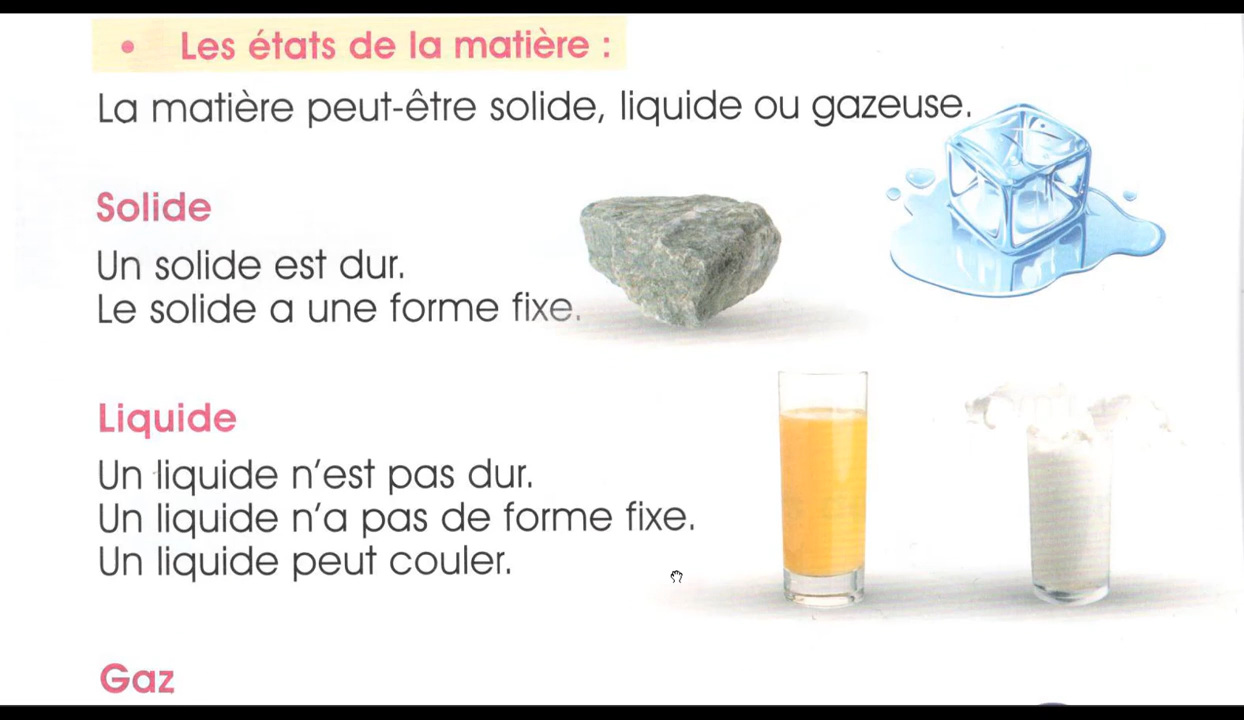 • Les états de la matière :
La matière peut-être solide, liquide ou gazeuse.
Solide
Un solide est dur.
Le solide a une forme fixe.
Liquide
Un liquide n'est pas dur.
Un liquide n'a pas de forme fixe.
Un liquide peut couler.
Gaz